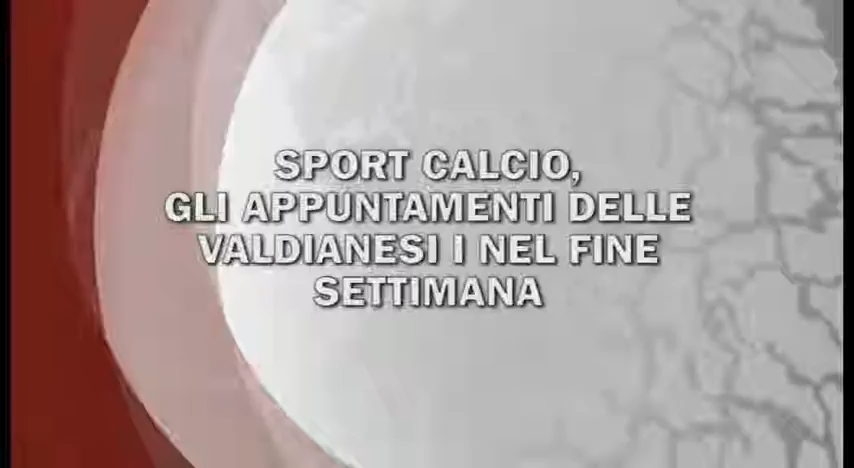 SPORT CALCIO,
GLI APPUNTAMENTI DELLE
VALDIANESI I NEL FINE
SETTIMANA